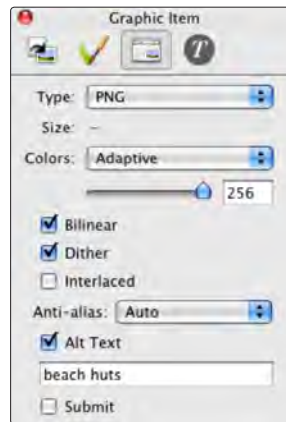 Graphic Item
T
Type: PNG
Size: –
Colors: Adaptive
256
Bilinear
Dither
Interlaced
Anti-alias: Auto
Alt Text
beach huts
Submit